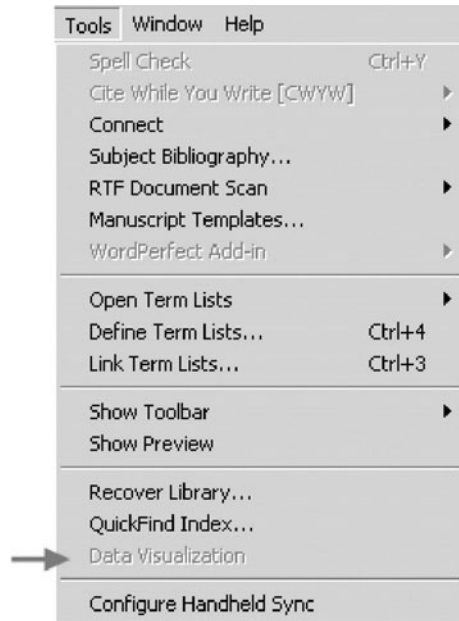 Tools Window Help
Spell Check Ctrl+Y
Cite While You Write [CWYW]
Connect
Subject Bibliography...
RTF Document Scan
Manuscript Templates...
WordPerfect Add-in
Open Term Lists
Define Term Lists... Ctrl+4
Link Term Lists... Ctrl+3
Show Toolbar
Show Preview
Recover Library...
QuickFind Index...
Data Visualization
Configure Handheld Sync